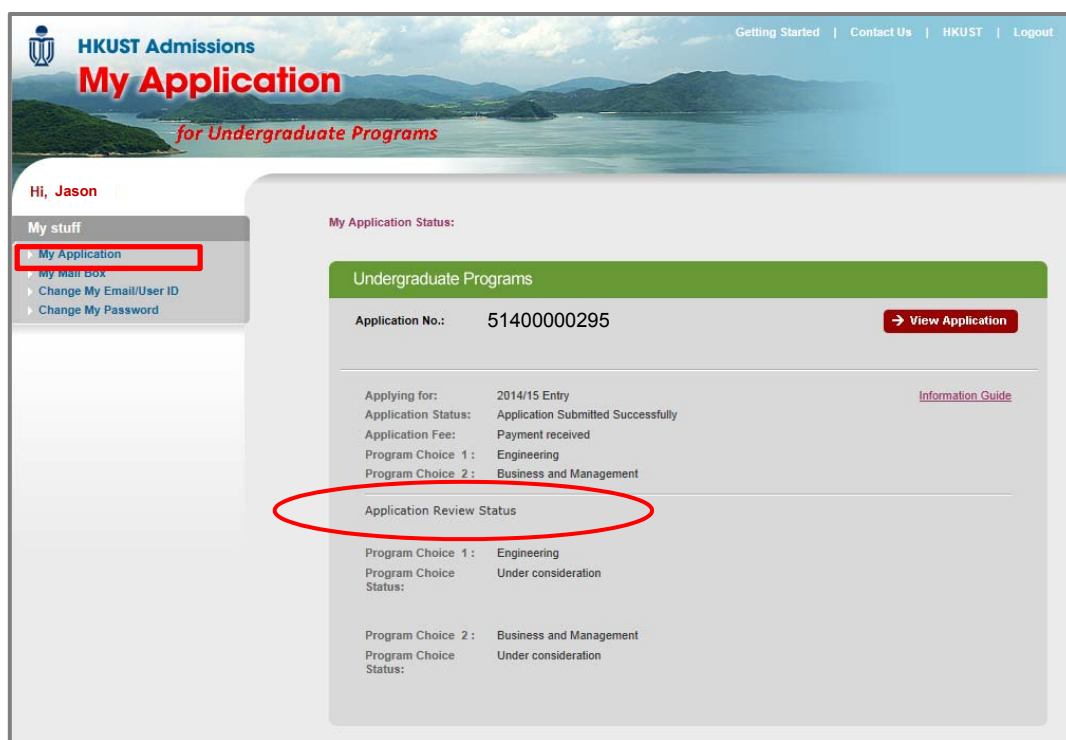 Getting Started | Contact Us | HKUST | Logout
HKUST Admissions
My Application
for Undergraduate Programs
Hi, Jason
My stuff
My Application
My Mail Box
Change My Email/User ID
Change My Password
My Application Status:
Undergraduate Programs
Application No.: 51400000295
→ View Application
Applying for: 2014/15 Entry
Information Guide
Application Status: Application Submitted Successfully
Application Fee: Payment received
Program Choice 1 : Engineering
Program Choice 2 : Business and Management
Application Review Status
Program Choice 1 : Engineering
Program Choice Under consideration
Status:
Program Choice 2 : Business and Management
Program Choice Under consideration
Status: